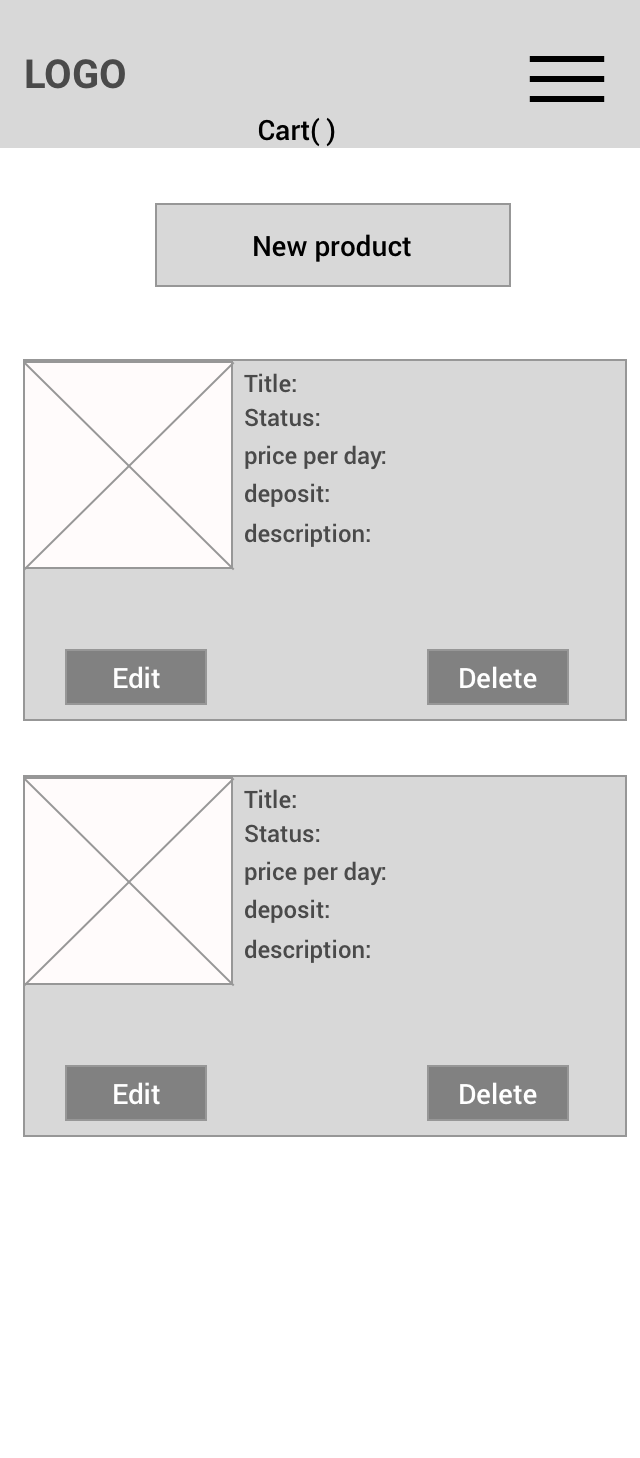 LOGO
Cart( )
New product
Title:
Status:
price per day:
deposit:
description:
Edit
Delete
Title:
Status:
price per day:
deposit:
description:
Edit
Delete